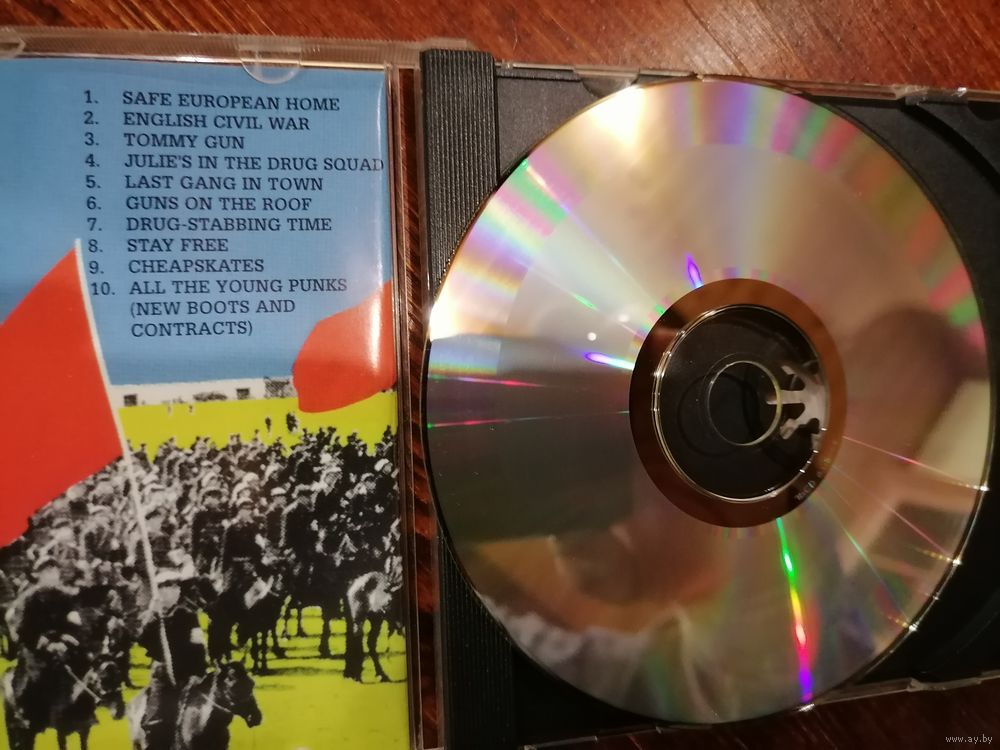 1. SAFE EUROPEAN HOME
2. ENGLISH CIVIL WAR
3. TOMMY GUN
4. JULIE'S IN THE DRUG SQUAD
5. LAST GANG IN TOWN
6. GUNS ON THE ROOF
7. DRUG-STABBING TIME
8. STAY FREE
9. CHEAPSKATES
10. ALL THE YOUNG PUNKS
(NEW BOOTS AND
CONTRACTS)
www.ay.by